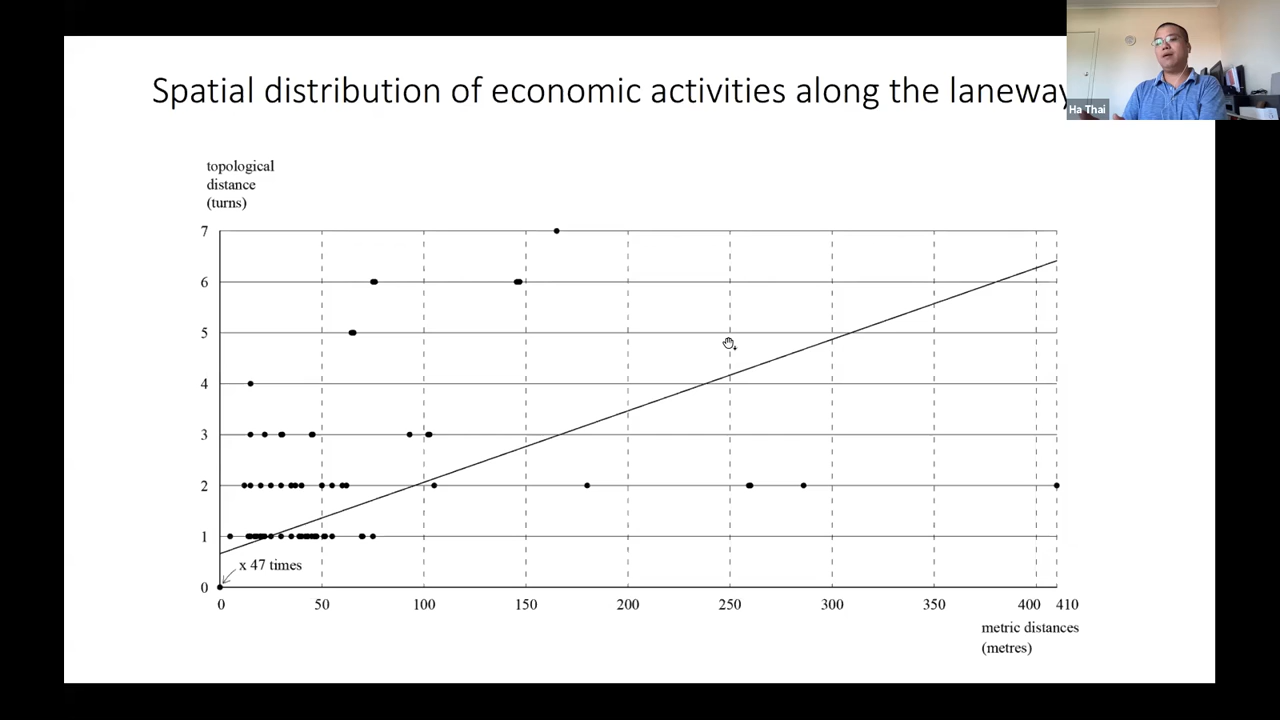 Spatial distribution of economic activities along the laneway
Ha Thai
topological
distance
(turns)
7
6
5
4
3
2
1
x 47 times
0
0 50 100 150 200 250 300 350 400 410
metric distances
(metres)